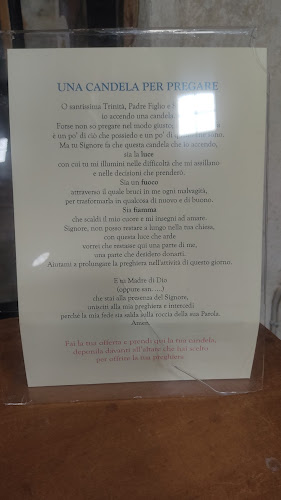 UNA CANDELA PER PREGARE
O santissima Trinità, Padre Figlio e
io accendo una candela
Forse non so pregare nel modo giusto,
è un po' di ciò che possiedo e un po' di
Ma tu Signore fa che questa candela che io accendo,
sia la luce
con cui tu mi illumini nelle difficoltà che mi assillano
e nelle decisioni che prenderò.
Sia un fuoco
attraverso il quale bruci in me ogni malvagità,
per trasformarla in qualcosa di nuovo e di buono.
Sia fiamma
che scaldi il mio cuore e mi insegni ad amare.
Signore, non posso restare a lungo nella tua chiesa,
con questa luce che arde
vorrei che restasse qui una parte di me,
una parte che desidero donarti.
Aiutami a prolungare la preghiera nell'attività di questo giorno.
E tu Madre di Dio
(oppure san. ....)
che stai alla presenza del Signore,
unisciti alla mia preghiera e intercedi
perché la mia fede sia salda sulla roccia della sua Parola.
Amen.
Fai la tua offerta e prendi qui la tua candela,
deponila davanti all'altare che hai scelto
per offrire la tua preghiera.